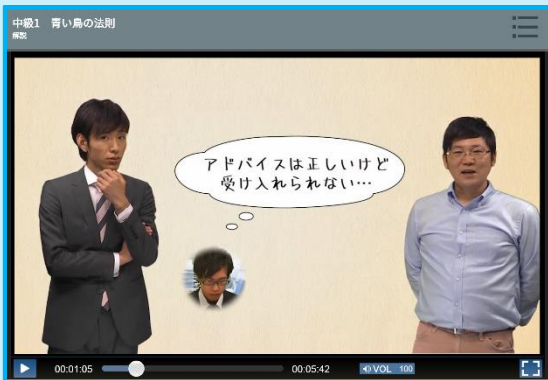 中級1 青い鳥の法則
解説
アドバイスは正しいけど
受け入れられない…
00:01:05
00:05:42
VOL 100